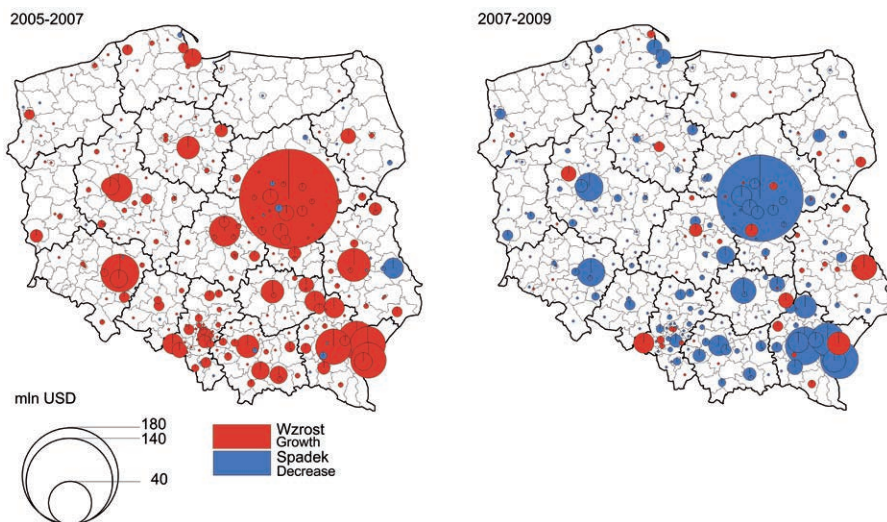 2005-2007
2007-2009
mln USD
180
140
40
Wzrost
Growth
Spadek
Decrease